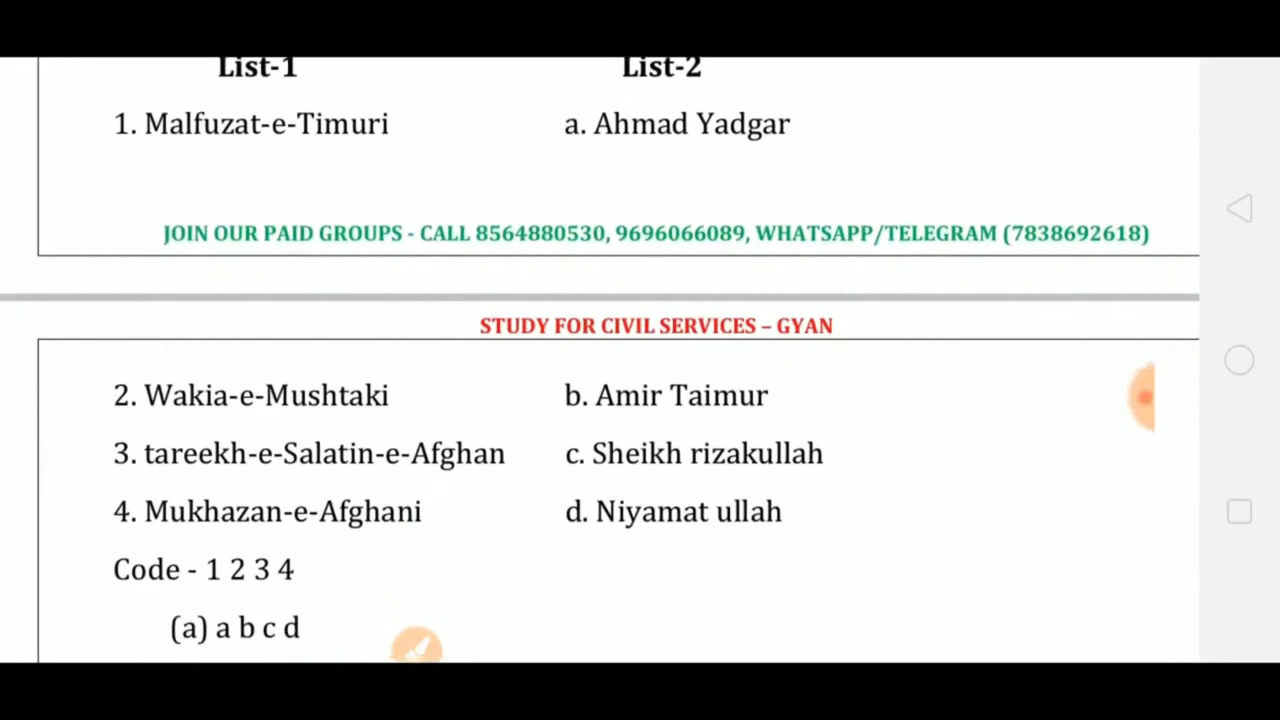 List-1 List-2
1. Malfuzat-e-Timuri a. Ahmad Yadgar
JOIN OUR PAID GROUPS - CALL 8564880530, 9696066089, WHATSAPP/TELEGRAM (7838692618)
STUDY FOR CIVIL SERVICES – GYAN
2. Wakia-e-Mushtaki b. Amir Taimur
3. tareekh-e-Salatin-e-Afghan c. Sheikh rizakullah
4. Mukhazan-e-Afghani d. Niyamat ullah
Code - 1 2 3 4
(a) a b c d